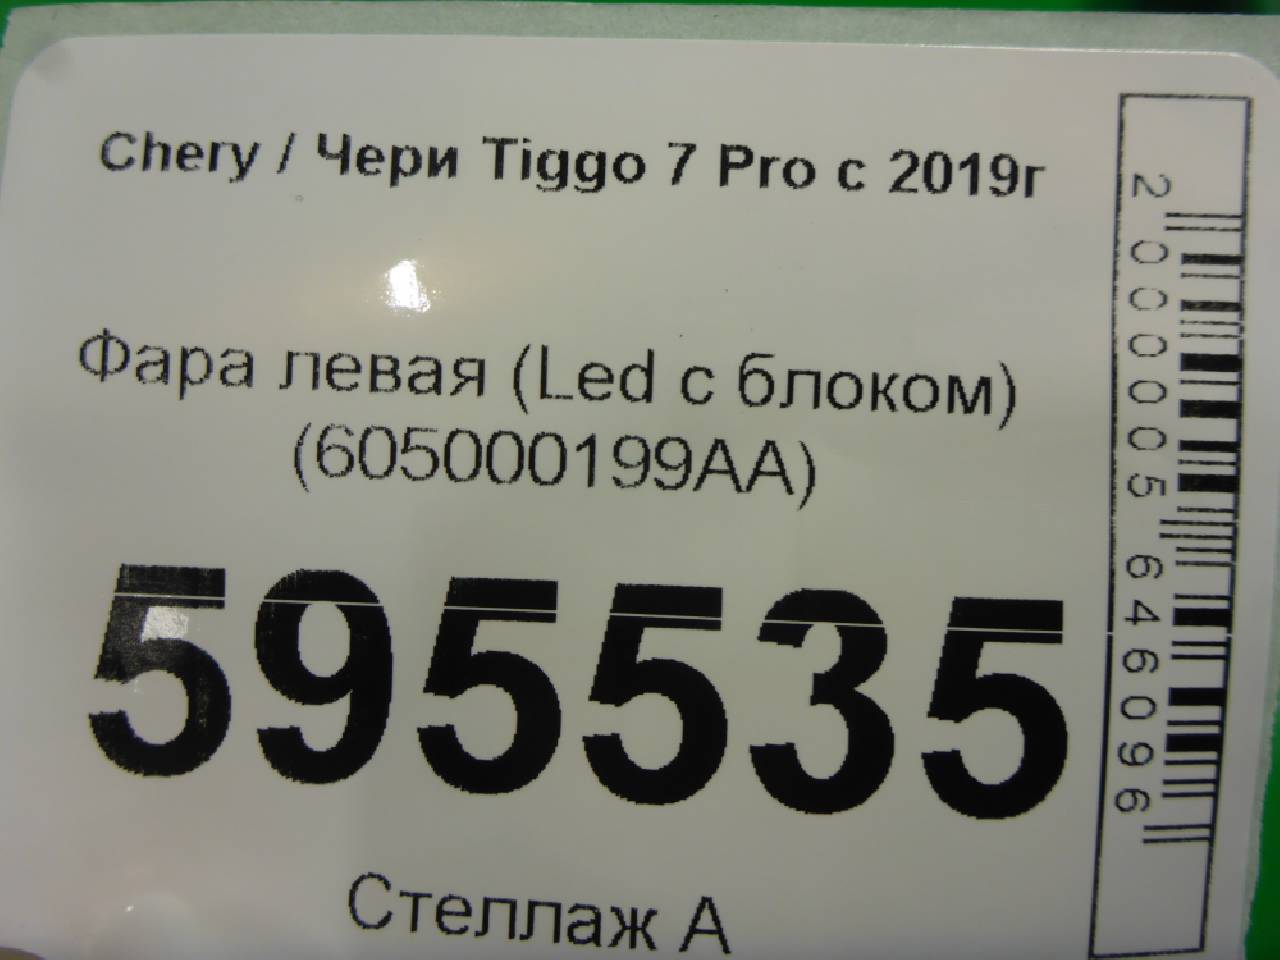 Chery / Чери Tiggo 7 Pro с 2019г
Фара левая (Led с блоком)
(605000199AA)
595535
Стеллаж А
2000005646096